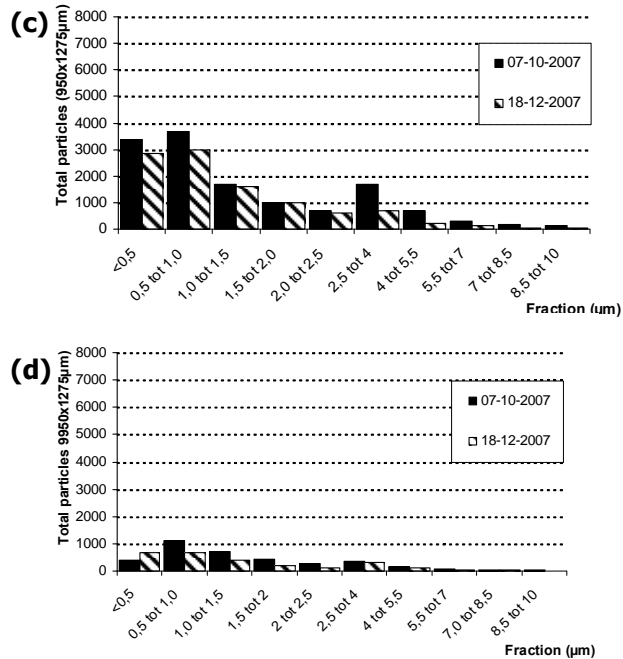 (c)
Total particles (950x1275µm)
8000
7000
6000
5000
4000
3000
2000
1000
0
07-10-2007
18-12-2007
<0,5
0,5 tot 1,0
1,0 tot 1,5
1,5 tot 2,0
2,0 tot 2,5
2,5 tot 4
4 tot 5,5
5,5 tot 7
7 tot 8,5
8,5 tot 10
Fraction (µm)
(d)
Total particles 9950x1275µm)
8000
7000
6000
5000
4000
3000
2000
1000
0
07-10-2007
18-12-2007
<0,5
0,5 tot 1,0
1,0 tot 1,5
1,5 tot 2
2 tot 2,5
2,5 tot 4
4 tot 5,5
5,5 tot 7
7,0 tot 8,5
8,5 tot 10
Fraction (µm)